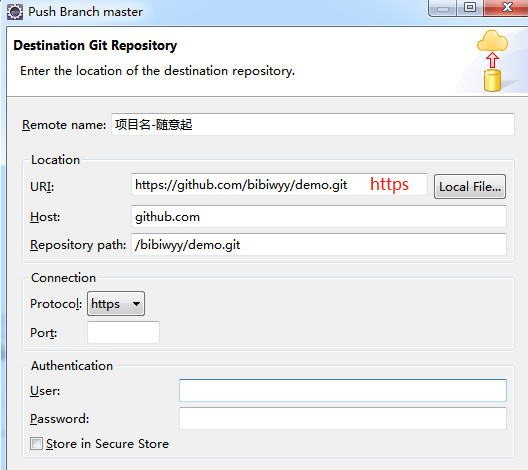 Push Branch master
Destination Git Repository
Enter the location of the destination repository.
Remote name: 项目名-随意起
Location
URI: https://github.com/bibiwyy/demo.git https Local File...
Host: github.com
Repository path: /bibiwyy/demo.git
Connection
Protocol: https
Port:
Authentication
User:
Password:
Store in Secure Store